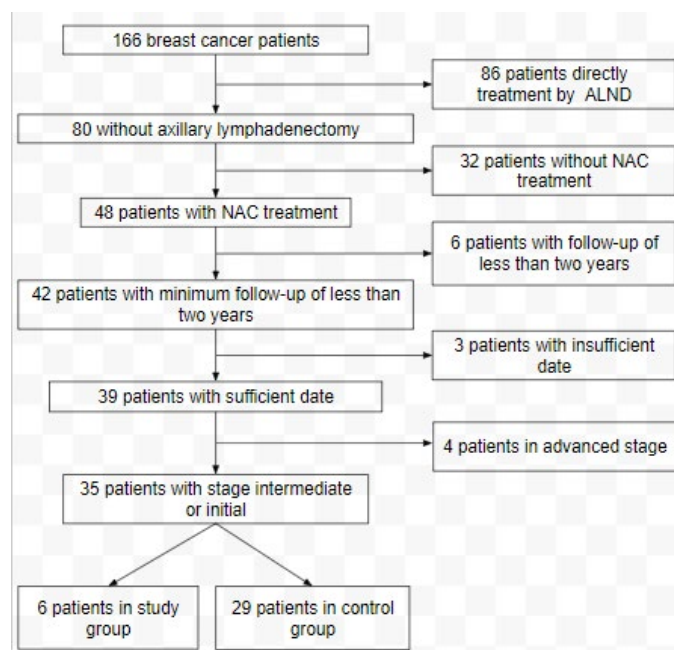 166 breast cancer patients
86 patients directly
treatment by ALND
80 without axillary lymphadenectomy
32 patients without NAC
treatment
48 patients with NAC treatment
6 patients with follow-up of
less than two years
42 patients with minimum follow-up of less than
two years
3 patients with insufficient
date
39 patients with sufficient date
4 patients in advanced stage
35 patients with stage intermediate
or initial
6 patients in study
group
29 patients in control
group